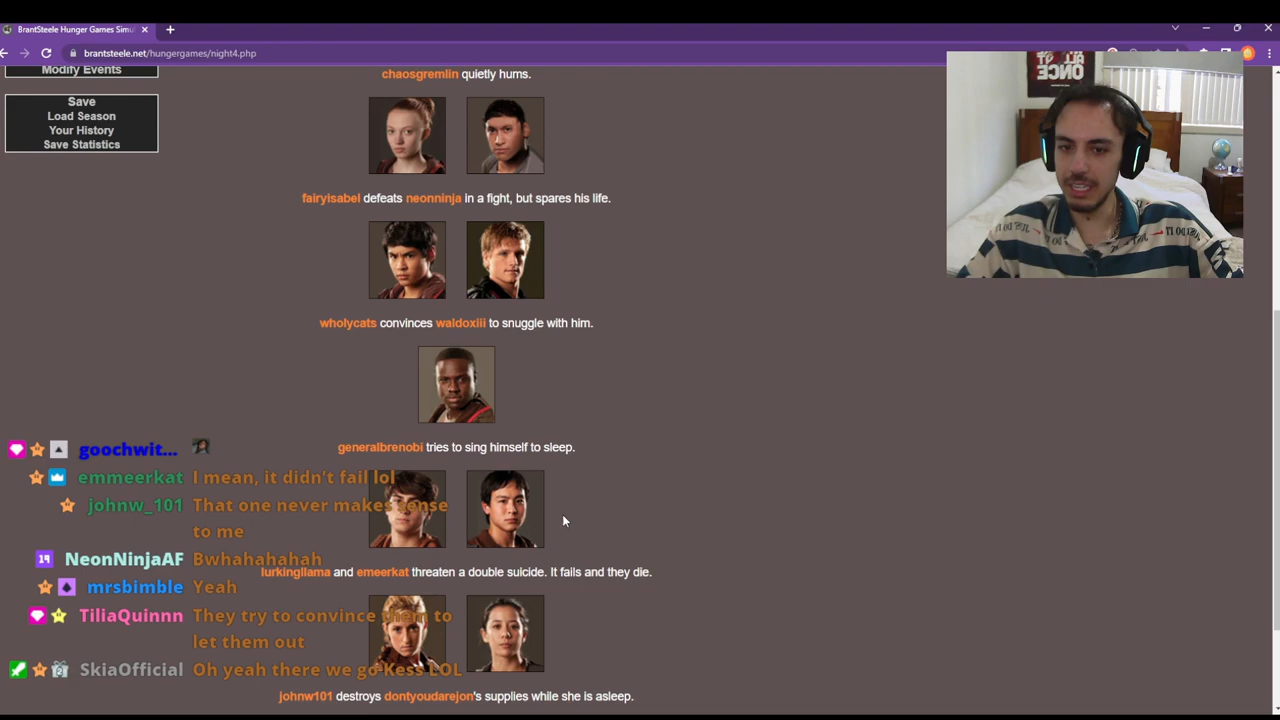 BrantSteele Hunger Games Simu
brantsteele.net/hungergames/night4.php
Modify Events
Save
Load Season
Your History
Save Statistics
chaosgremlin quietly hums.
fairyisabel defeats neonninja in a fight, but spares his life.
wholycats convinces waldoxiii to snuggle with him.
generalbrenobi tries to sing himself to sleep.
lurkingllama and emeerkat threaten a double suicide. It fails and they die.
johnw101 destroys dontyoudarejon's supplies while she is asleep.
goochwit...
emmeerkat I mean, it didn't fail lol
johnw_101 That one never makes sense
to me
19 NeonNinjaAF Bwhahahahah
mrsbimble Yeah
TiliaQuinnn They try to convince them to
let them out
SkiaOfficial Oh yeah there we go Kess LOL